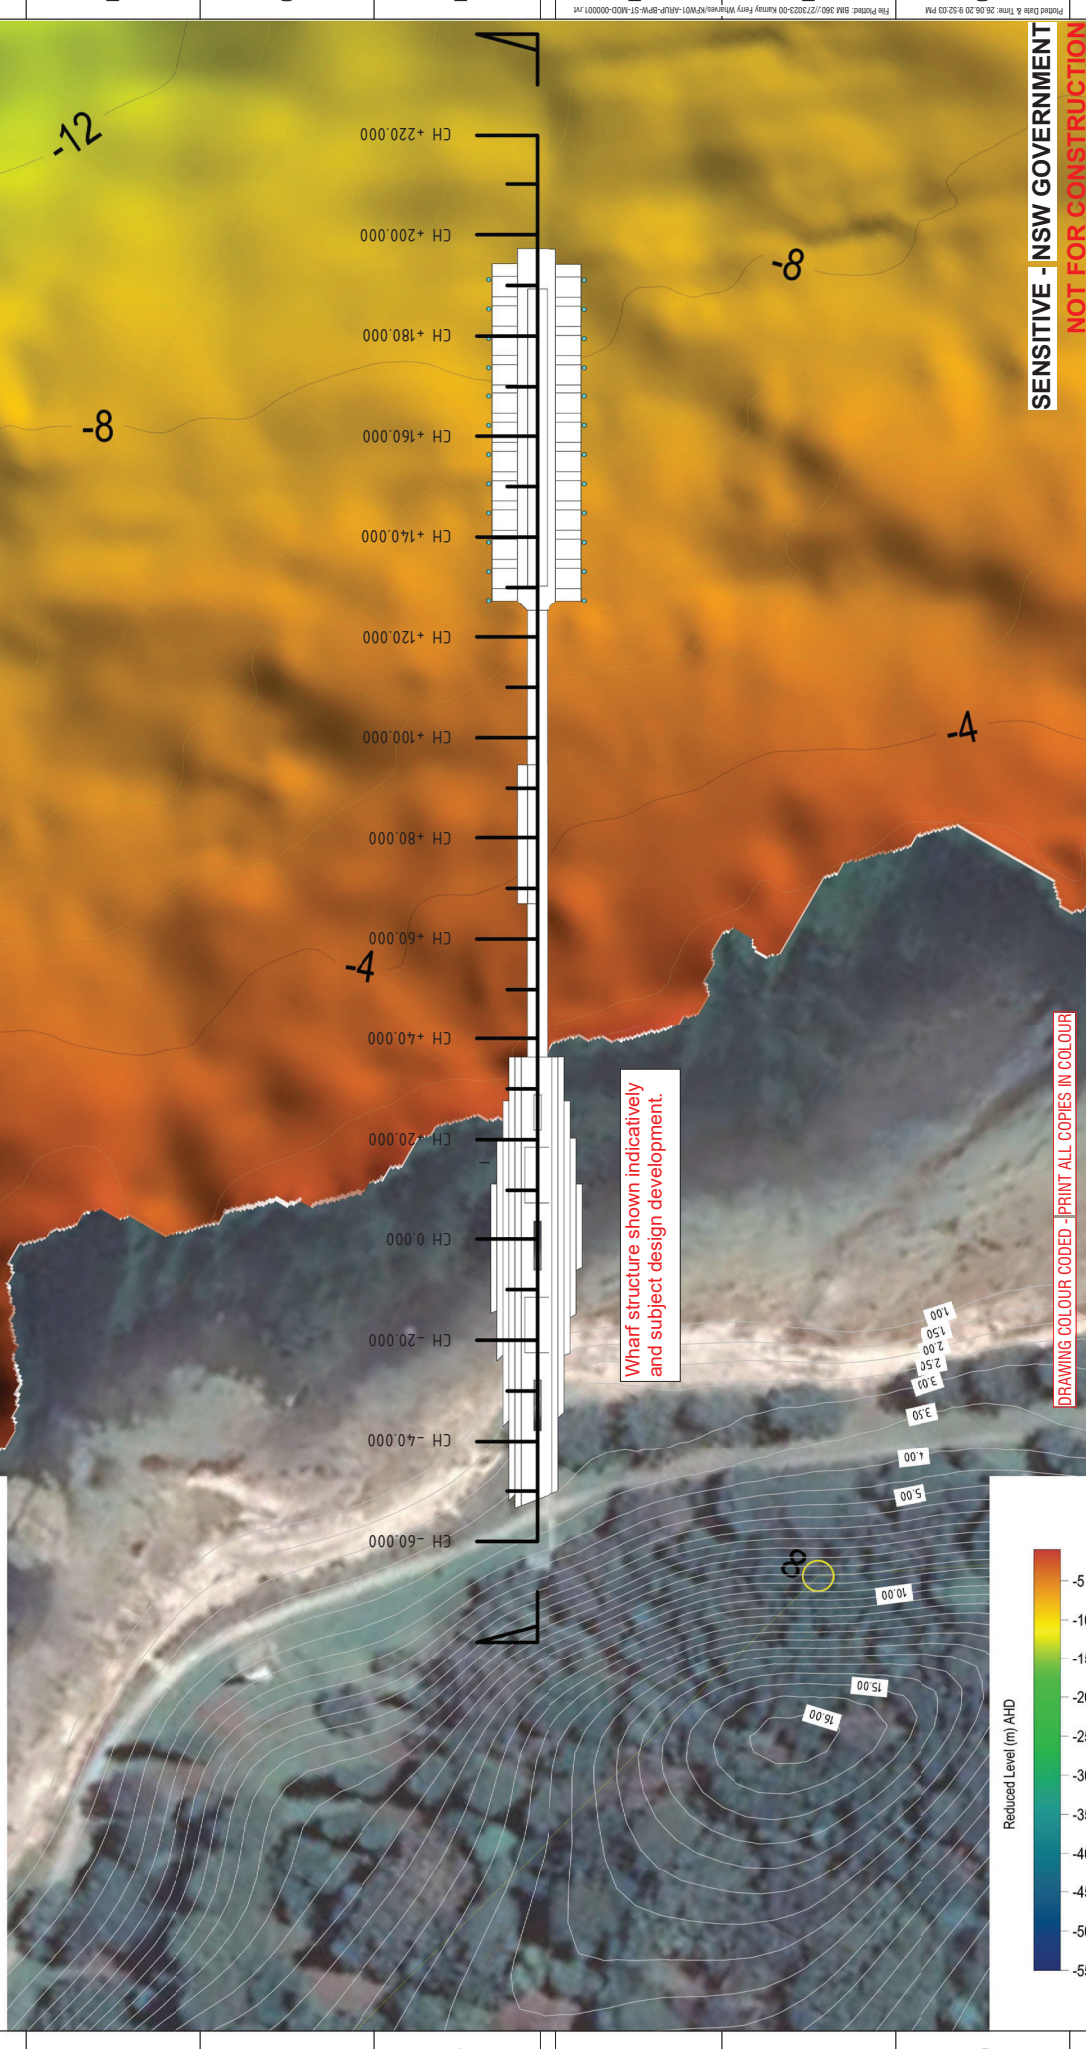 Plotted Date & Time: 26.06.20 9:52:03 PM
File Plotted: BIM 360://273023-00 Kamay Ferry Wharves/KFW01-ARUP-BPW-ST-MOD-000001.rvt
SENSITIVE - NSW GOVERNMENT
NOT FOR CONSTRUCTION
-12
CH +220.000
CH +200.000
-8
CH +180.000
-8
CH +160.000
CH +140.000
CH +120.000
CH +100.000
-4
CH +80.000
CH +60.000
-4
CH +40.000
CH +20.000
CH 0.000
CH -20.000
CH -40.000
CH -60.000
Wharf structure shown indicatively
and subject design development.
DRAWING COLOUR CODED - PRINT ALL COPIES IN COLOUR
1.00
1.50
2.00
2.50
3.50
4.00
5.00
10.00
15.00
16.00
Reduced Level (m) AHD
-5
-10
-15
-20
-25
-30
-35
-40
-45
-50
-55